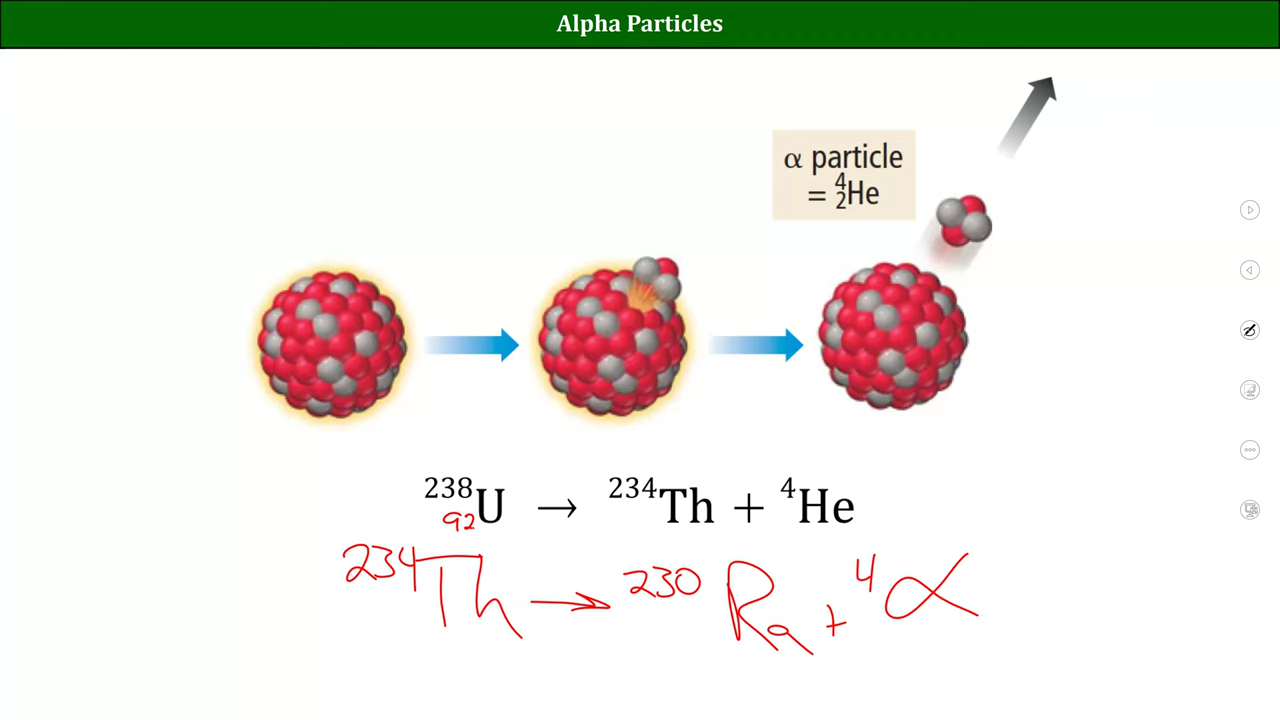 Alpha Particles
α particle
= ⁴₂He
²³⁸₉₂U → ²³⁴Th + ⁴He
²³⁴Th → ²³⁰Ra + ⁴α